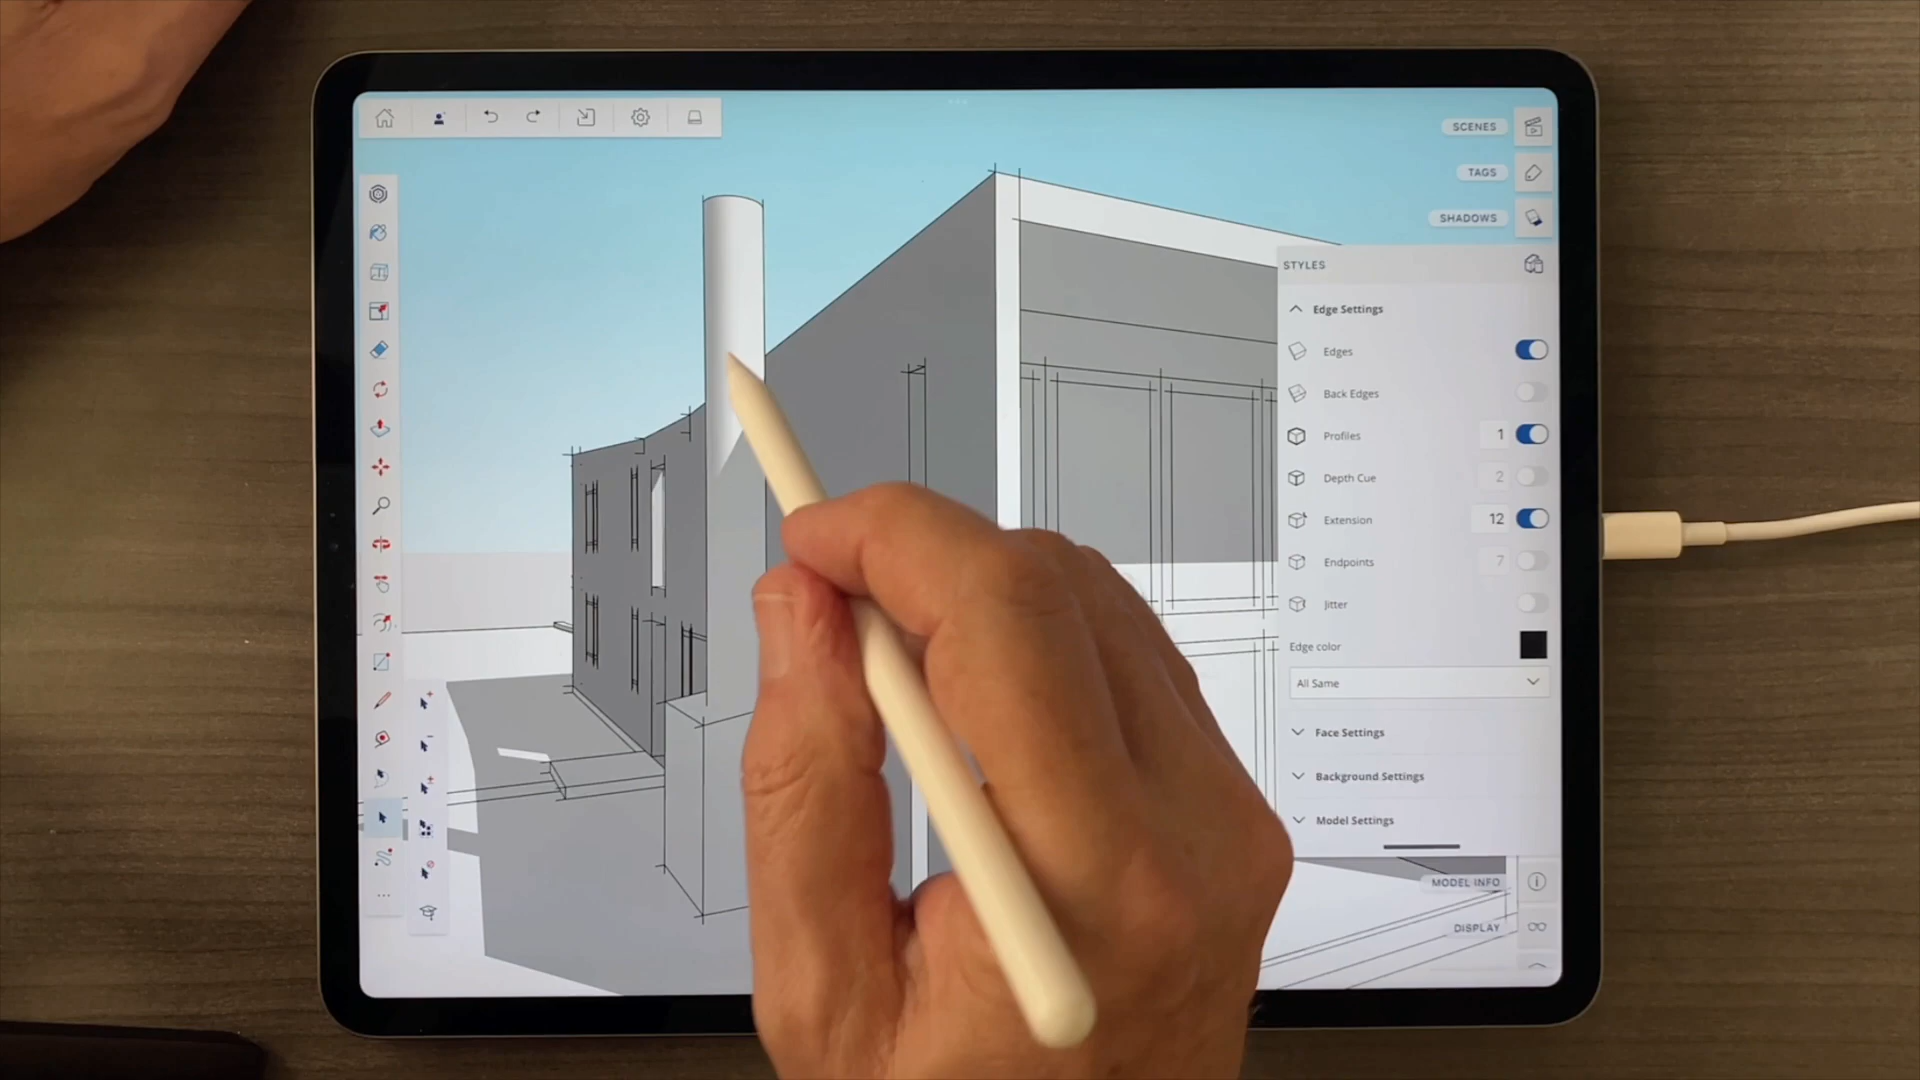 SCENES
TAGS
SHADOWS
STYLES
Edge Settings
Edges
Back Edges
Profiles 1
Depth Cue 2
Extension 12
Endpoints 7
Jitter
Edge color
All Same
Face Settings
Background Settings
Model Settings
MODEL INFO
DISPLAY